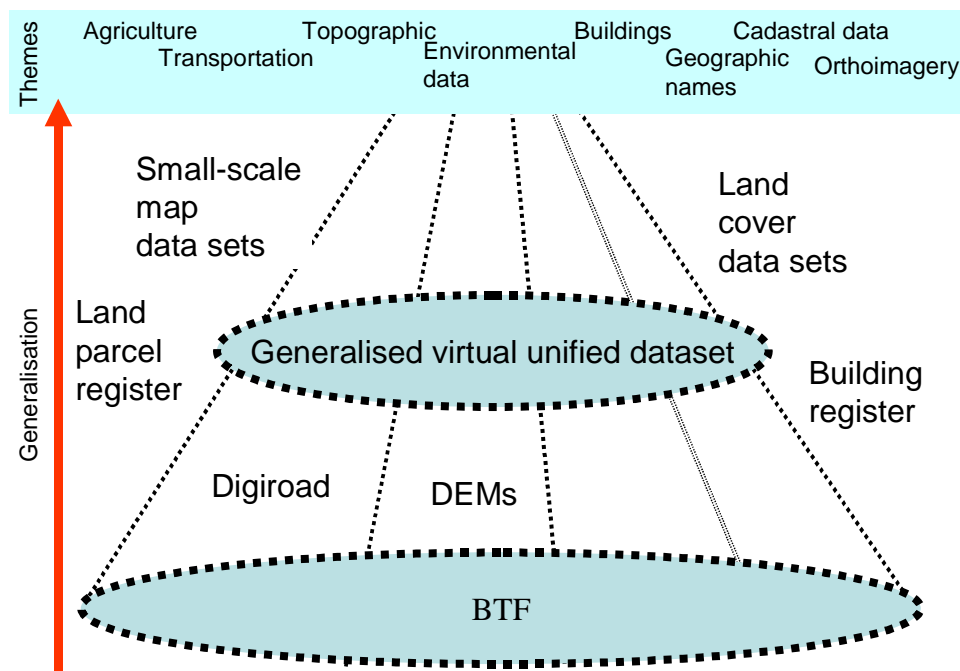 Themes
Agriculture
Transportation
Topographic
Environmental
data
Buildings
Geographic
names
Cadastral data
Orthoimagery
Small-scale
map
data sets
Land
cover
data sets
Generalisation
Land
parcel
register
Generalised virtual unified dataset
Building
register
Digiroad
DEMs
BTF